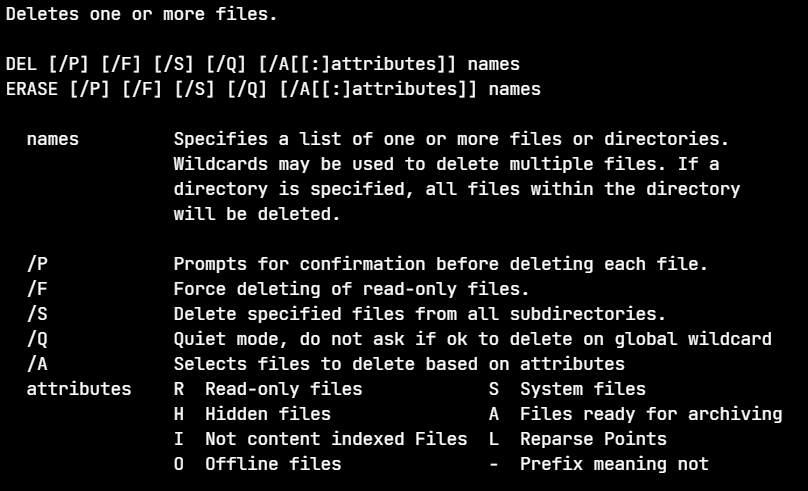 Deletes one or more files.

DEL [/P] [/F] [/S] [/Q] [/A[[:]attributes]] names
ERASE [/P] [/F] [/S] [/Q] [/A[[:]attributes]] names

  names         Specifies a list of one or more files or directories.
                Wildcards may be used to delete multiple files. If a
                directory is specified, all files within the directory
                will be deleted.

  /P            Prompts for confirmation before deleting each file.
  /F            Force deleting of read-only files.
  /S            Delete specified files from all subdirectories.
  /Q            Quiet mode, do not ask if ok to delete on global wildcard
  /A            Selects files to delete based on attributes
  attributes    R  Read-only files            S  System files
                H  Hidden files               A  Files ready for archiving
                I  Not content indexed Files  L  Reparse Points
                O  Offline files              -  Prefix meaning not